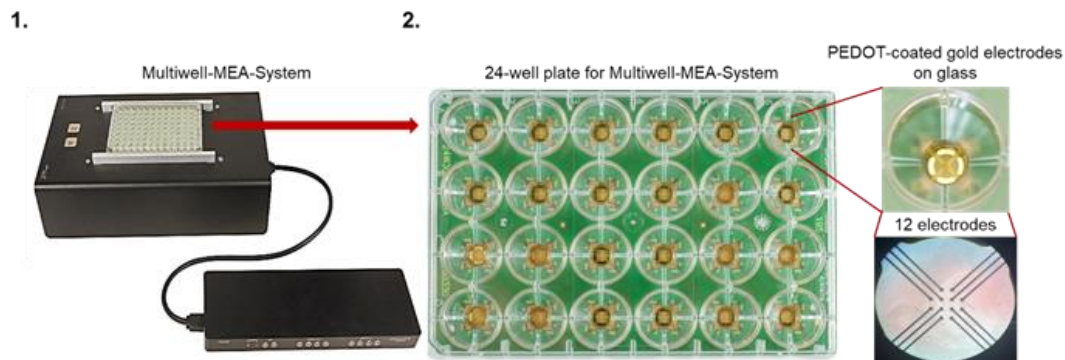 1.
2.
Multiwell-MEA-System
24-well plate for Multiwell-MEA-System
PEDOT-coated gold electrodes
on glass
12 electrodes